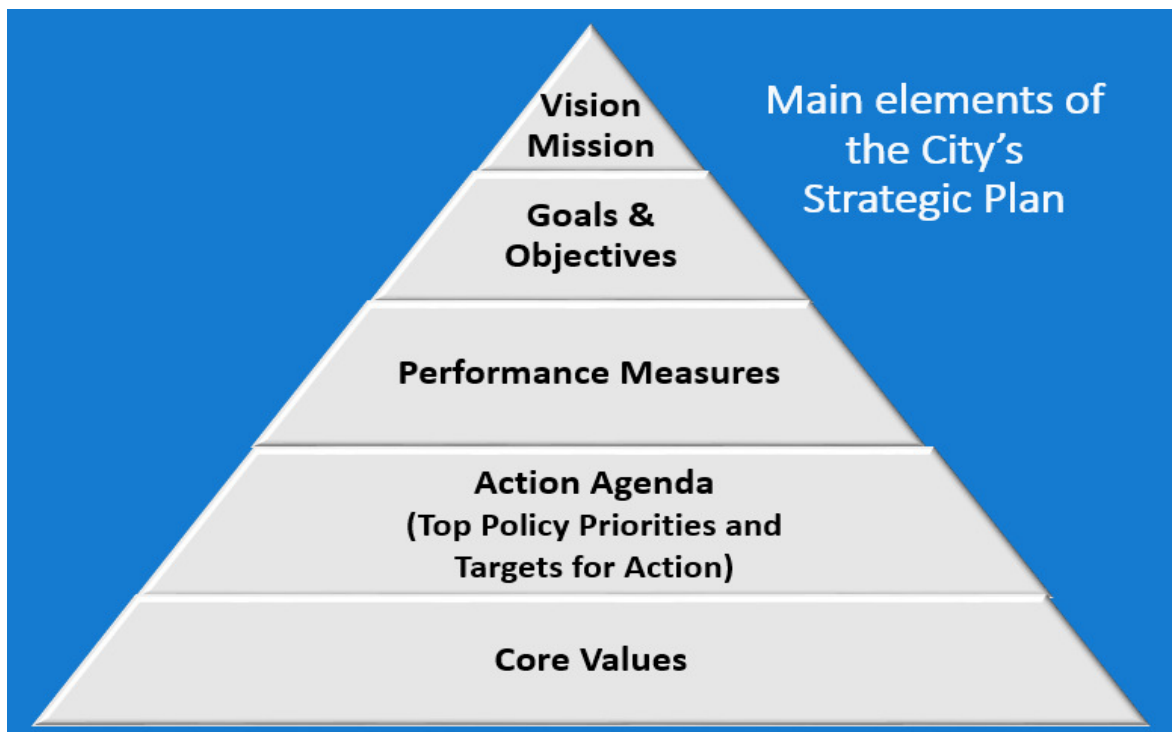 Main elements of
the City’s
Strategic Plan
Vision
Mission
Goals &
Objectives
Performance Measures
Action Agenda
(Top Policy Priorities and
Targets for Action)
Core Values